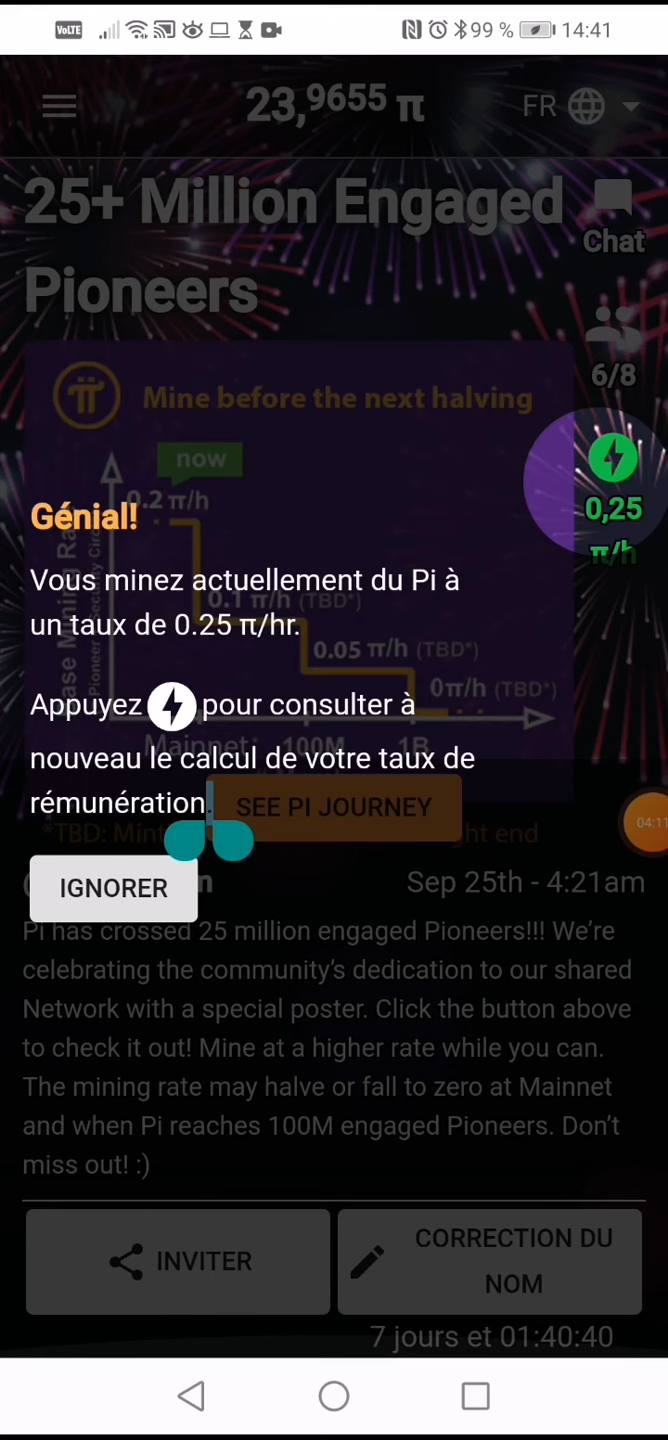 VoLTE 99 % 14:41
23,9655 π FR
25+ Million Engaged
Pioneers
Chat
6/8
Mine before the next halving
now
0.2 π/h
0,25
π/h
Génial!
Vous minez actuellement du Pi à
un taux de 0.25 π/hr.
0.1 π/h (TBD*)
0.05 π/h (TBD*)
0π/h (TBD*)
Appuyez pour consulter à
Mainnet: 100M 1B
nouveau le calcul de votre taux de
rémunération.
SEE PI JOURNEY
04:11
IGNORER
Sep 25th - 4:21am
Pi has crossed 25 million engaged Pioneers!!! We’re
celebrating the community’s dedication to our shared
Network with a special poster. Click the button above
to check it out! Mine at a higher rate while you can.
The mining rate may halve or fall to zero at Mainnet
and when Pi reaches 100M engaged Pioneers. Don’t
miss out! :)
INVITER
CORRECTION DU
NOM
7 jours et 01:40:40